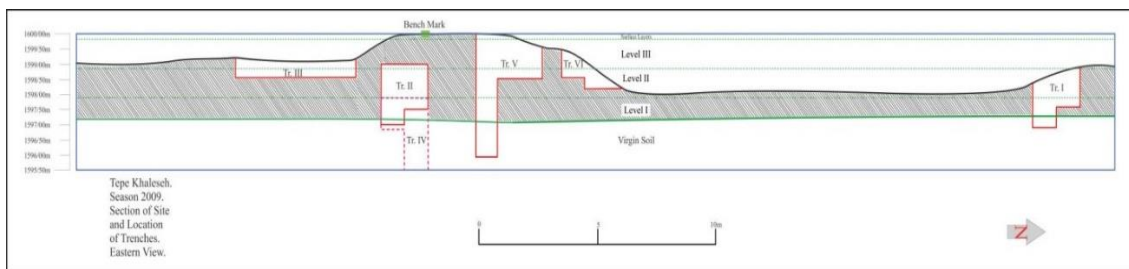 Bench Mark
1600/00m
1599/50m
1599/00m
1598/50m
1598/00m
1597/50m
1597/00m
1596/50m
1596/00m
1595/50m
Surface Layers
Level III
Level II
Level I
Virgin Soil
Tr. III
Tr. II
Tr. IV
Tr. V
Tr. VI
Tr. I
Tepe Khaleseh.
Season 2009.
Section of Site
and Location
of Trenches.
Eastern View.
0
5
10m
N